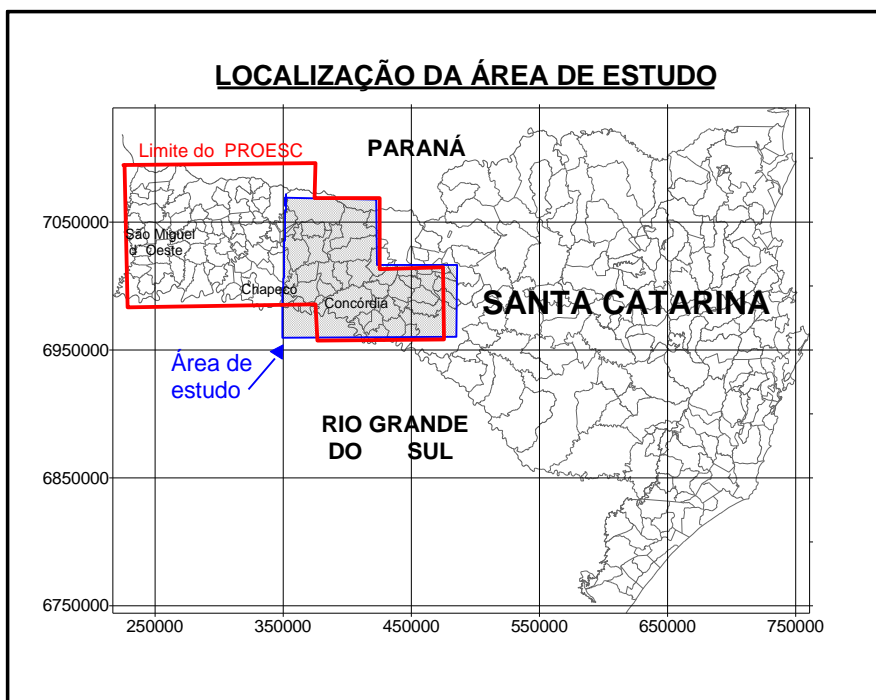 LOCALIZAÇÃO DA ÁREA DE ESTUDO
Limite do PROESC
PARANÁ
7050000
São Miguel
d´ Oeste
Chapecó
Concórdia
SANTA CATARINA
6950000
Área de
estudo
RIO GRANDE
DO SUL
6850000
6750000
250000
350000
450000
550000
650000
750000